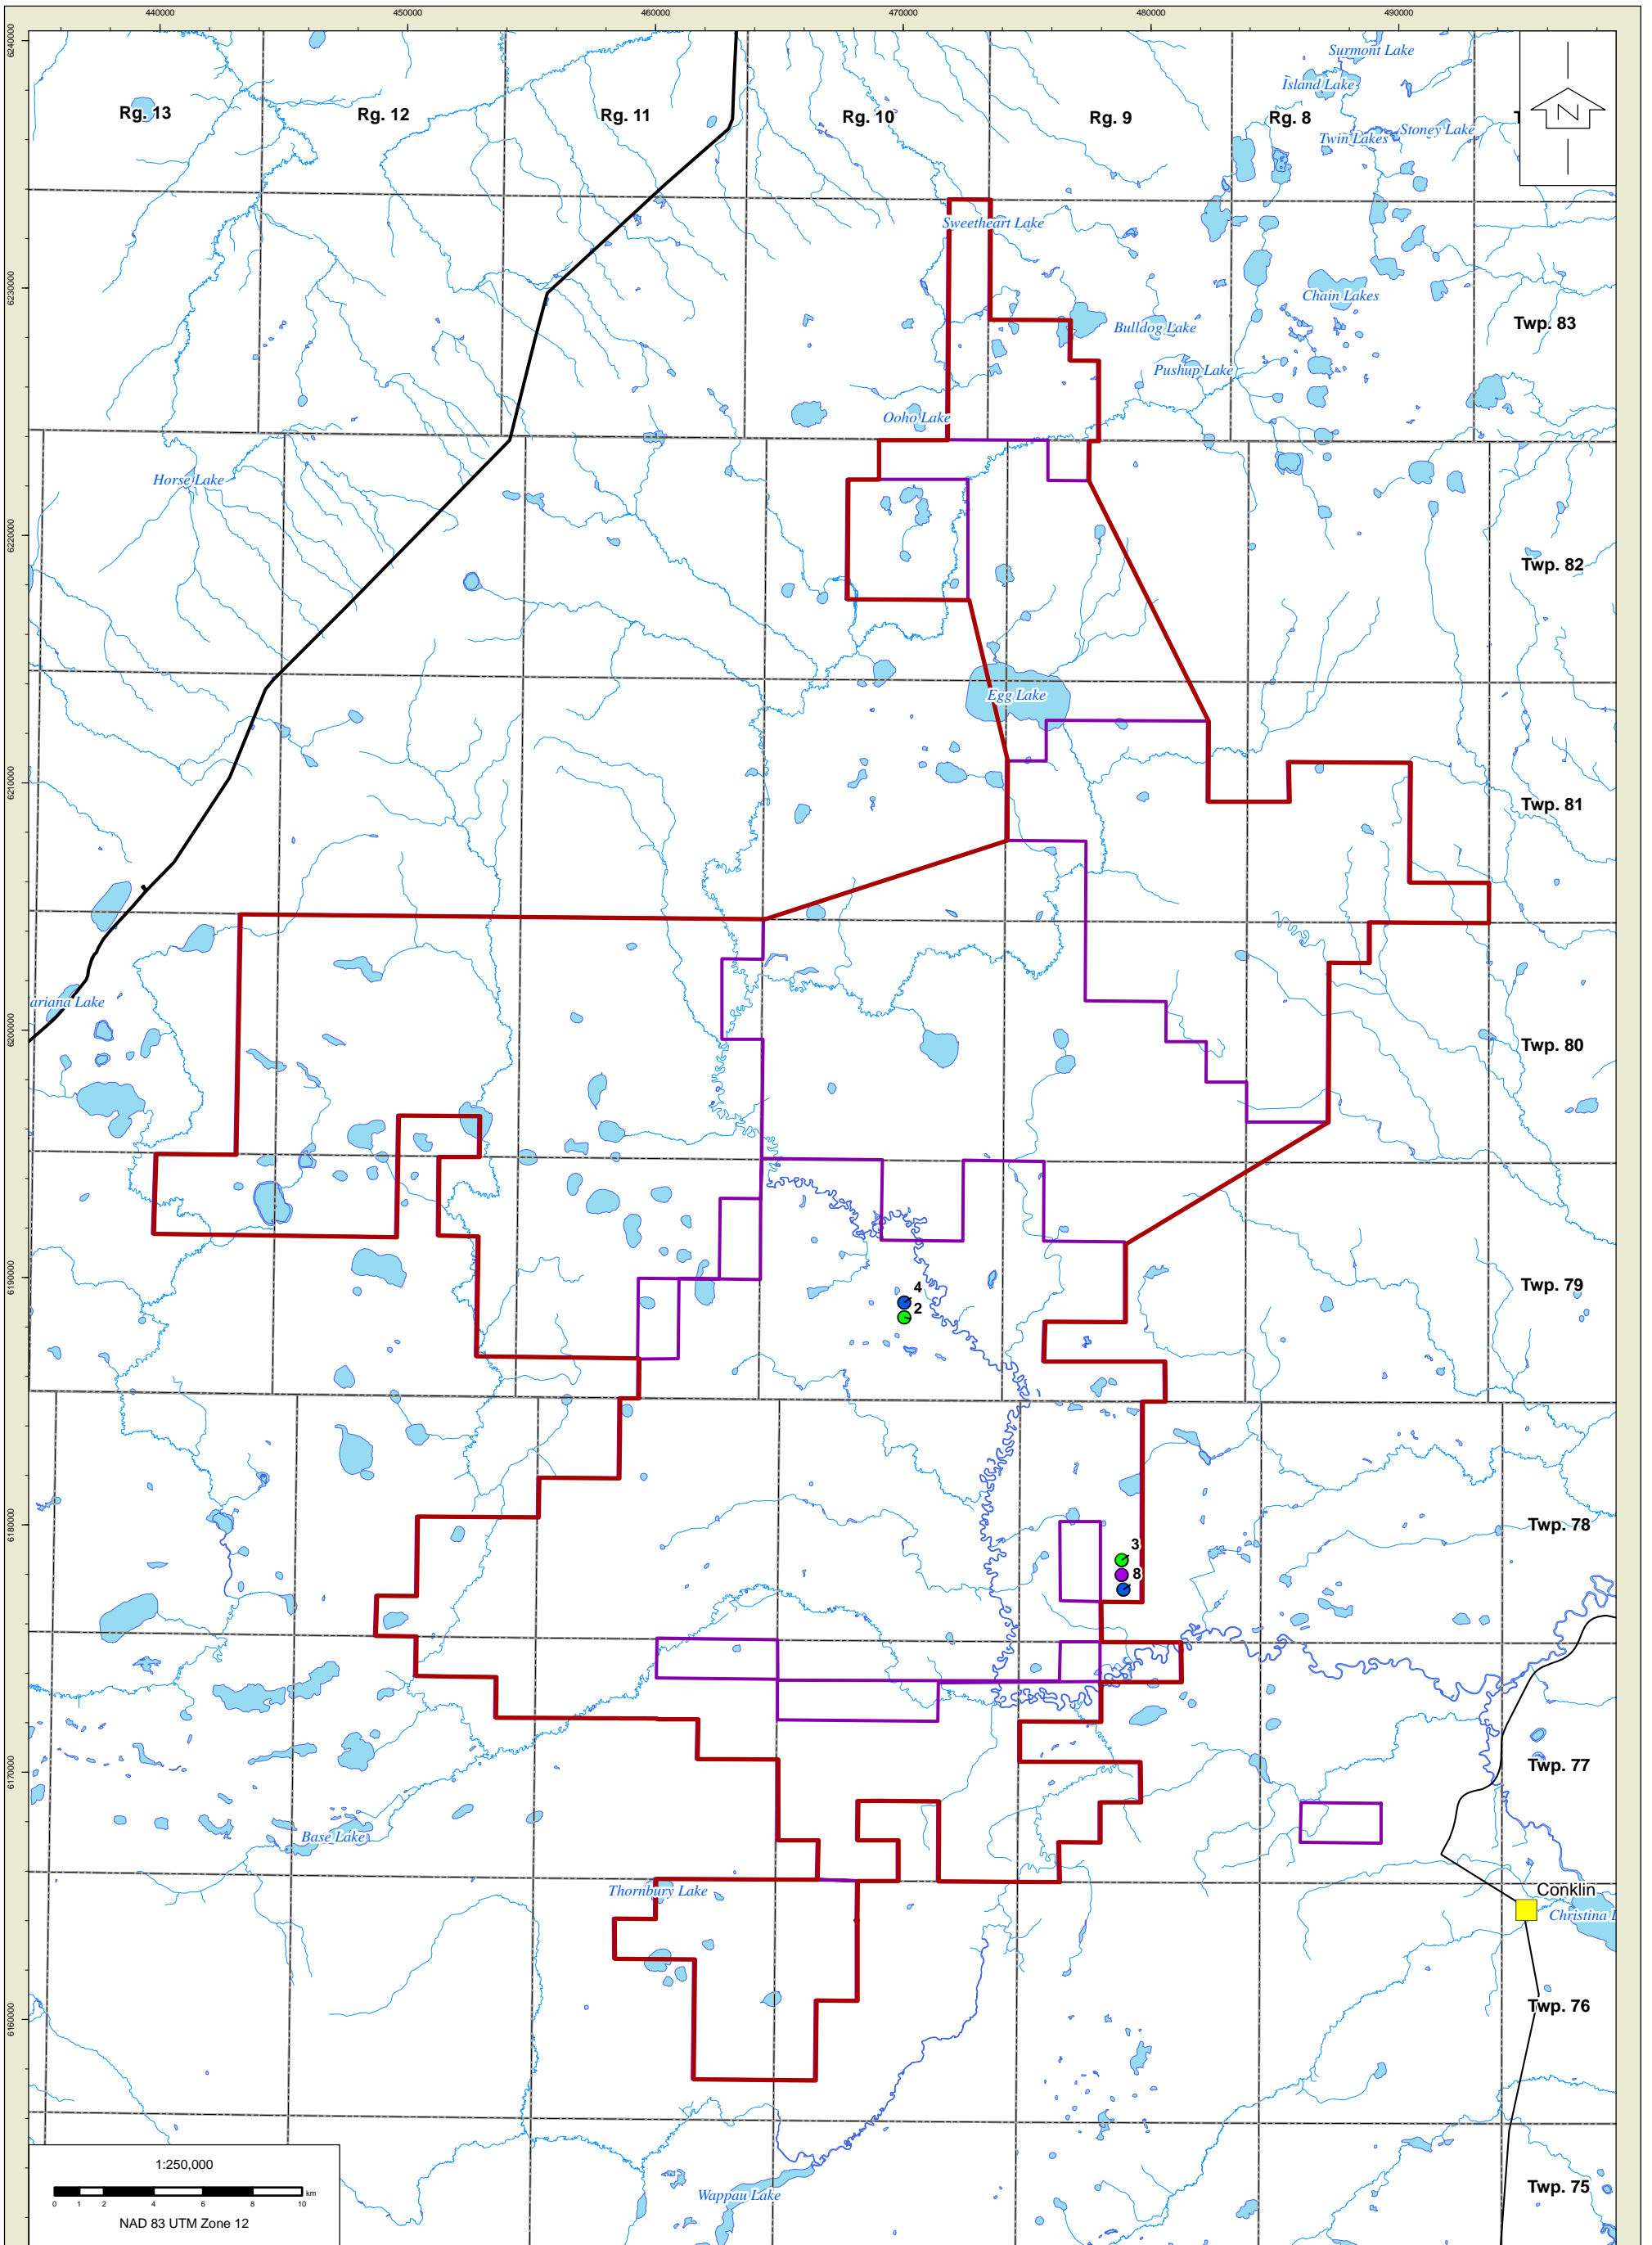 440000 450000 460000 470000 480000 490000
6240000
Surmont Lake
Island Lake
N
Rg. 13 Rg. 12 Rg. 11 Rg. 10 Rg. 9 Rg. 8
Stoney Lake
Twin Lakes
Sweetheart Lake
6230000
Chain Lakes
Twp. 83
Bulldog Lake
Pushup Lake
Ooho Lake
Horse Lake
6220000
Twp. 82
Egg Lake
6210000
Twp. 81
ariana Lake
6200000
Twp. 80
6190000
Twp. 79
4
2
6180000
Twp. 78
3
8
6170000
Twp. 77
Base Lake
Thornbury Lake
Conklin
Christina L
6160000
Twp. 76
1:250,000
0 1 2 4 6 8 10 km
NAD 83 UTM Zone 12
Twp. 75
Wappau Lake